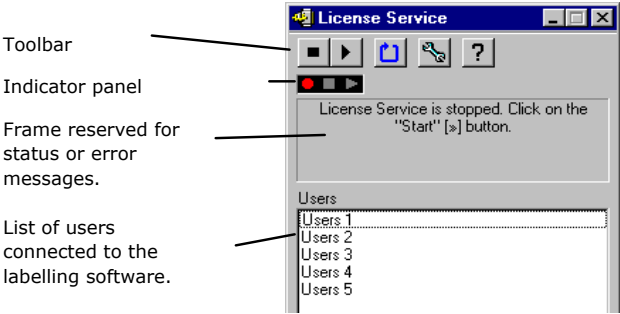 Toolbar
Indicator panel
Frame reserved for
status or error
messages.
List of users
connected to the
labelling software.
License Service
?
License Service is stopped. Click on the
"Start" [»] button.
Users
Users 1
Users 2
Users 3
Users 4
Users 5